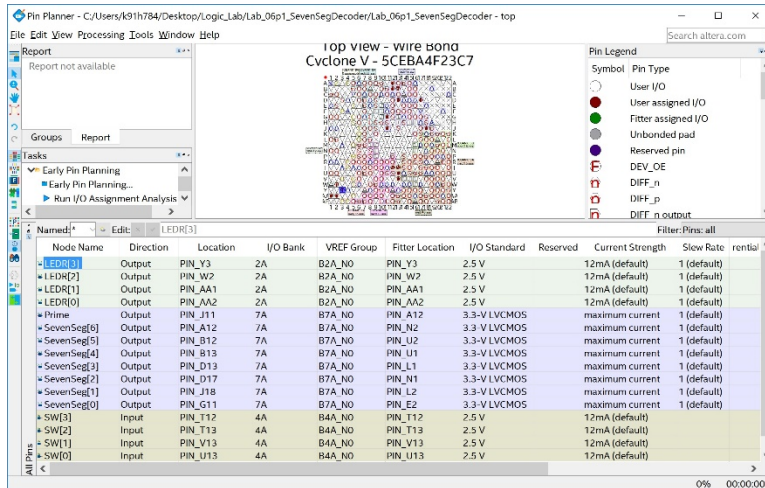 Pin Planner - C:/Users/k91h784/Desktop/Logic_Lab/Lab_06p1_SevenSegDecoder/Lab_06p1_SevenSegDecoder - top
File Edit View Processing Tools Window Help
Search altera.com
Report
Report not available
Groups Report
Tasks
Early Pin Planning
Early Pin Planning...
Run I/O Assignment Analysis
Top View - Wire Bond
Cyclone V - 5CEBA4F23C7
Pin Legend
Symbol Pin Type
User I/O
User assigned I/O
Fitter assigned I/O
Unbonded pad
Reserved pin
DEV_OE
DIFF_n
DIFF_p
DIFF_n output
Named: * Edit: LEDR[3] Filter: Pins: all
Node Name Direction Location I/O Bank VREF Group Fitter Location I/O Standard Reserved Current Strength Slew Rate rential
LEDR[3] Output PIN_Y3 2A B2A_N0 PIN_Y3 2.5 V 12mA (default) 1 (default)
LEDR[2] Output PIN_W2 2A B2A_N0 PIN_W2 2.5 V 12mA (default) 1 (default)
LEDR[1] Output PIN_AA1 2A B2A_N0 PIN_AA1 2.5 V 12mA (default) 1 (default)
LEDR[0] Output PIN_AA2 2A B2A_N0 PIN_AA2 2.5 V 12mA (default) 1 (default)
Prime Output PIN_J11 7A B7A_N0 PIN_A12 3.3-V LVCMOS maximum current 1 (default)
SevenSeg[6] Output PIN_A12 7A B7A_N0 PIN_N2 3.3-V LVCMOS maximum current 1 (default)
SevenSeg[5] Output PIN_B12 7A B7A_N0 PIN_U2 3.3-V LVCMOS maximum current 1 (default)
SevenSeg[4] Output PIN_B13 7A B7A_N0 PIN_U1 3.3-V LVCMOS maximum current 1 (default)
SevenSeg[3] Output PIN_D13 7A B7A_N0 PIN_L1 3.3-V LVCMOS maximum current 1 (default)
SevenSeg[2] Output PIN_D17 7A B7A_N0 PIN_N1 3.3-V LVCMOS maximum current 1 (default)
SevenSeg[1] Output PIN_J18 7A B7A_N0 PIN_L2 3.3-V LVCMOS maximum current 1 (default)
SevenSeg[0] Output PIN_G11 7A B7A_N0 PIN_E2 3.3-V LVCMOS maximum current 1 (default)
SW[3] Input PIN_T12 4A B4A_N0 PIN_T12 2.5 V 12mA (default)
SW[2] Input PIN_T13 4A B4A_N0 PIN_T13 2.5 V 12mA (default)
SW[1] Input PIN_V13 4A B4A_N0 PIN_V13 2.5 V 12mA (default)
SW[0] Input PIN_U13 4A B4A_N0 PIN_U13 2.5 V 12mA (default)
All Pins
0% 00:00:00